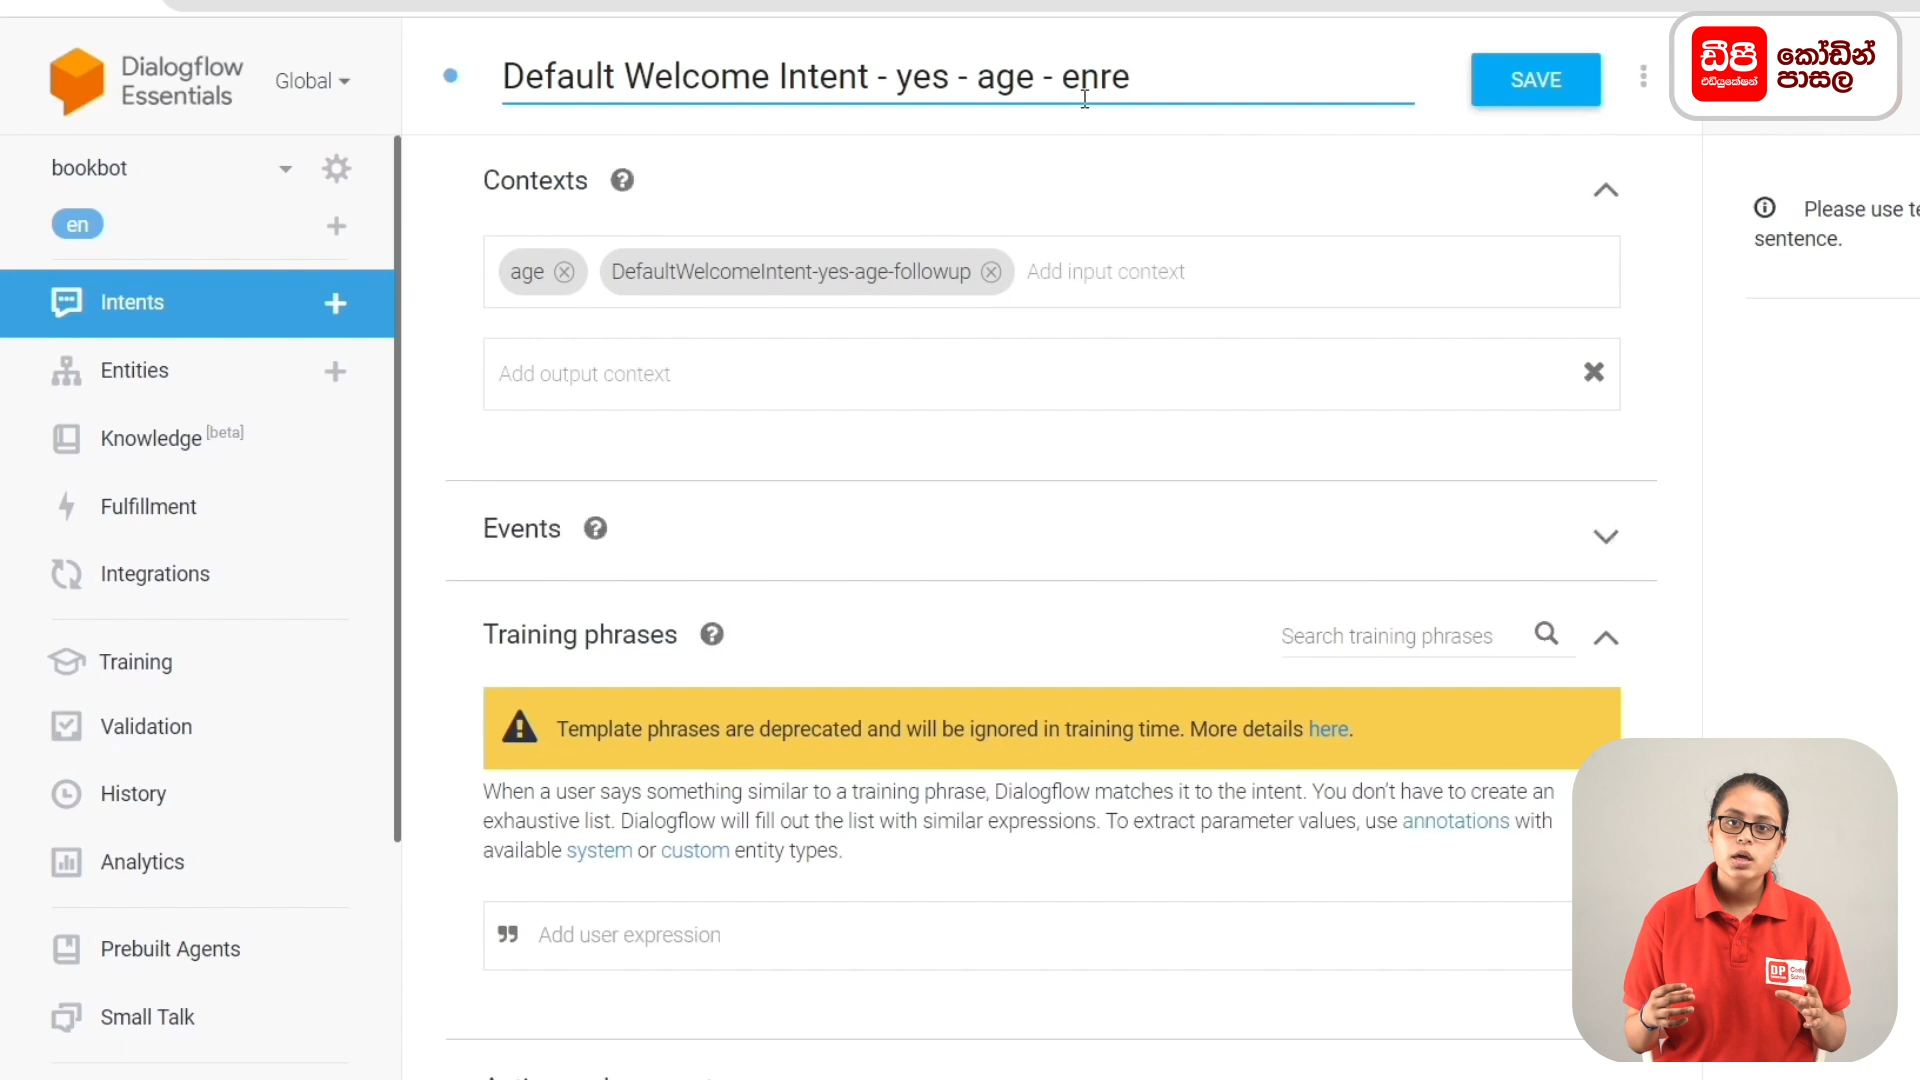 Dialogflow
Essentials
Global
Default Welcome Intent - yes - age - enre
SAVE
ඩීපී
එඩියුකේෂන්
කෝඩින්
පාසල
bookbot
en
Intents
Entities
Knowledge [beta]
Fulfillment
Integrations
Training
Validation
History
Analytics
Prebuilt Agents
Small Talk
Contexts
age
DefaultWelcomeIntent-yes-age-followup
Add input context
Add output context
Events
Training phrases
Search training phrases
Template phrases are deprecated and will be ignored in training time. More details here.
When a user says something similar to a training phrase, Dialogflow matches it to the intent. You don't have to create an
exhaustive list. Dialogflow will fill out the list with similar expressions. To extract parameter values, use annotations with
available system or custom entity types.
Add user expression
Please use te
sentence.
DP